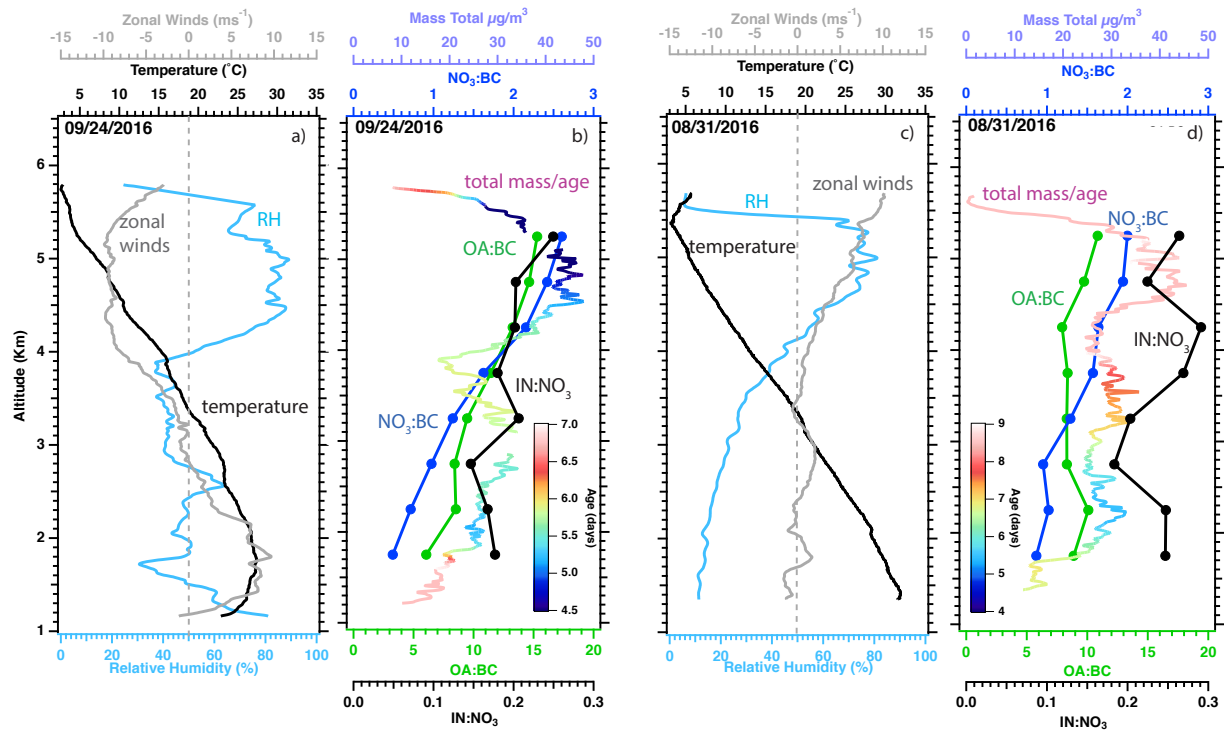 Zonal Winds (ms⁻¹)
-15 -10 -5 0 5 10 15
Temperature (˚C)
5 10 15 20 25 30 35
Mass Total µg/m³
0 10 20 30 40 50
NO₃:BC
0 1 2 3
Zonal Winds (ms⁻¹)
-15 -10 -5 0 5 10 15
Temperature (˚C)
5 10 15 20 25 30 35
Mass Total µg/m³
0 10 20 30 40 50
NO₃:BC
0 1 2 3
Altitude (Km)
6
5
4
3
2
1
09/24/2016
a)
zonal
winds
RH
temperature
0 20 40 60 80 100
Relative Humidity (%)
09/24/2016
b)
total mass/age
OA:BC
IN:NO₃
NO₃:BC
7.0
6.5
6.0
5.5
5.0
4.5
Age (days)
0 5 10 15 20
OA:BC
0.0 0.1 0.2 0.3
IN:NO₃
08/31/2016
c)
zonal winds
RH
temperature
0 20 40 60 80 100
Relative Humidity (%)
08/31/2016
d)
total mass/age
NO₃:BC
OA:BC
IN:NO₃
9
8
7
6
5
4
Age (days)
0 5 10 15 20
OA:BC
0.0 0.1 0.2 0.3
IN:NO₃